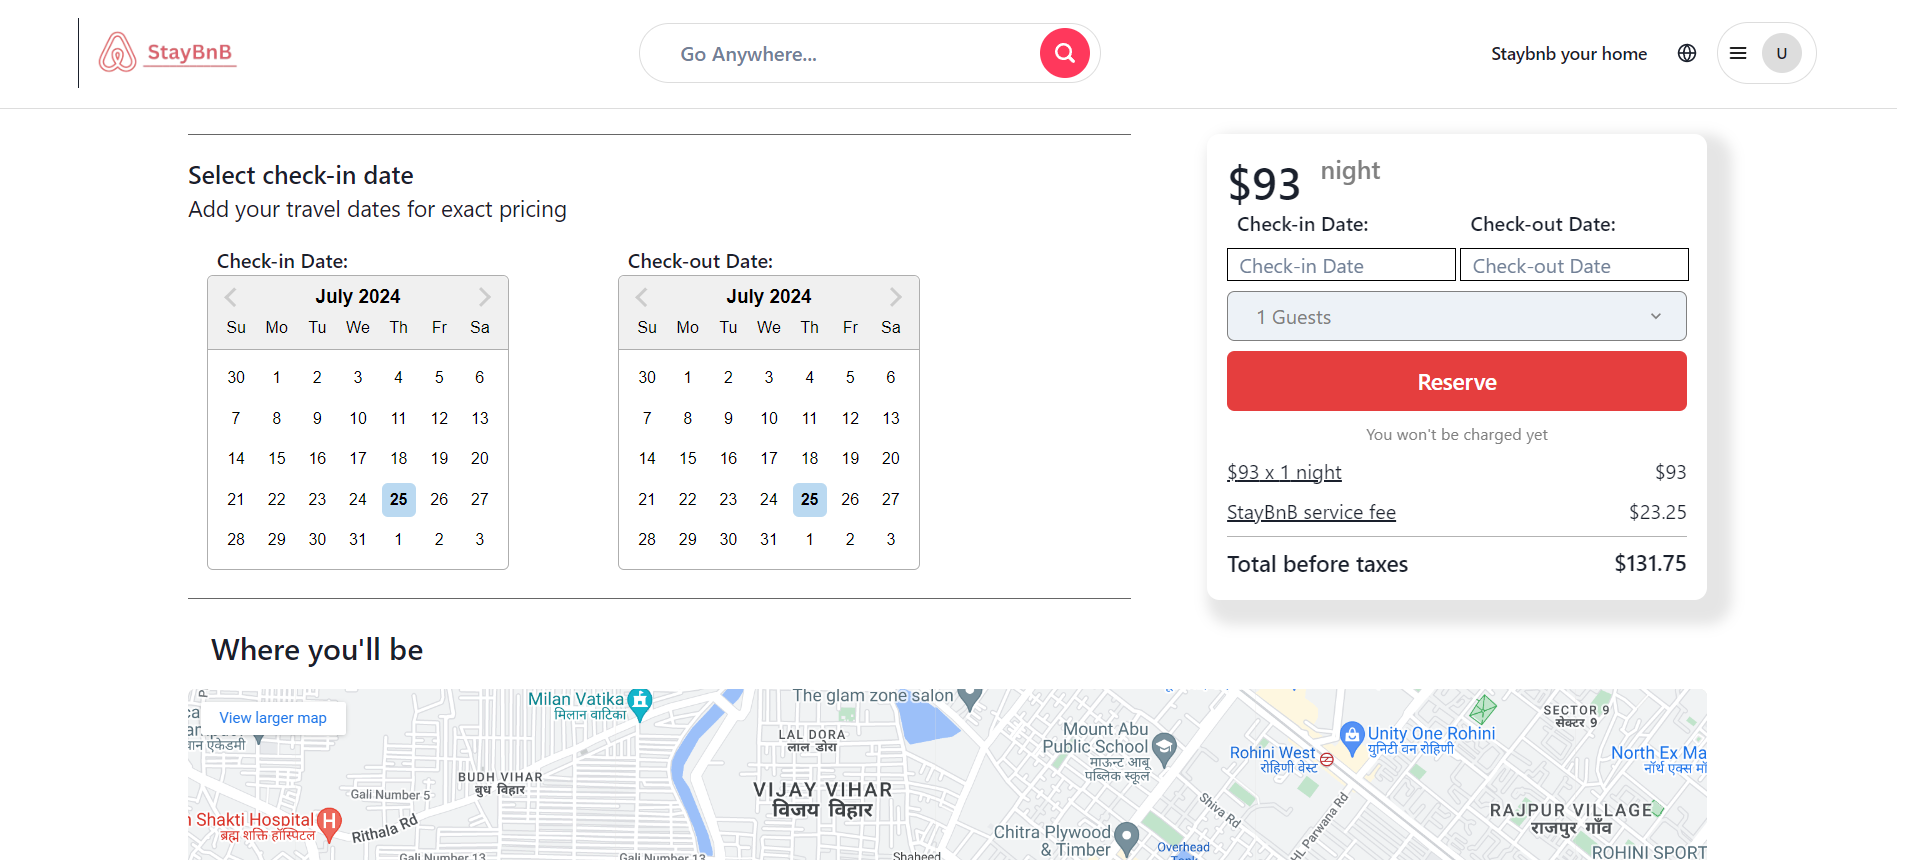 StayBnB
Go Anywhere...
Staybnb your home
U
Select check-in date
Add your travel dates for exact pricing
Check-in Date:
July 2024
Su Mo Tu We Th Fr Sa
30 1 2 3 4 5 6
7 8 9 10 11 12 13
14 15 16 17 18 19 20
21 22 23 24 25 26 27
28 29 30 31 1 2 3
Check-out Date:
July 2024
Su Mo Tu We Th Fr Sa
30 1 2 3 4 5 6
7 8 9 10 11 12 13
14 15 16 17 18 19 20
21 22 23 24 25 26 27
28 29 30 31 1 2 3
$93 night
Check-in Date: Check-out Date:
Check-in Date Check-out Date
1 Guests
Reserve
You won't be charged yet
$93 x 1 night $93
StayBnB service fee $23.25
Total before taxes $131.75
Where you'll be
View larger map
Milan Vatika
मिलान वाटिका
The glam zone salon
LAL DORA
लाल डोरा
Mount Abu
Public School
माऊन्ट आबू
पब्लिक स्कूल
SECTOR 9
सेक्टर 9
Unity One Rohini
यूनिटी वन रोहिणी
Rohini West
रोहिणी वेस्ट
North Ex Ma
नॉर्थ एक्स मॉ
BUDH VIHAR
बुध विहार
Gali Number 5
VIJAY VIHAR
विजय विहार
Shakti Hospital
ब्रह्म शक्ति हॉस्पिटल
Rithala Rd
Shiva Rd
Parwana Rd
RAJPUR VILLAGE
राजपुर गाँव
Chitra Plywood
& Timber
Overhead
ROHINI SPORT
Gali Number 13
Gali Number 13
Shaheed